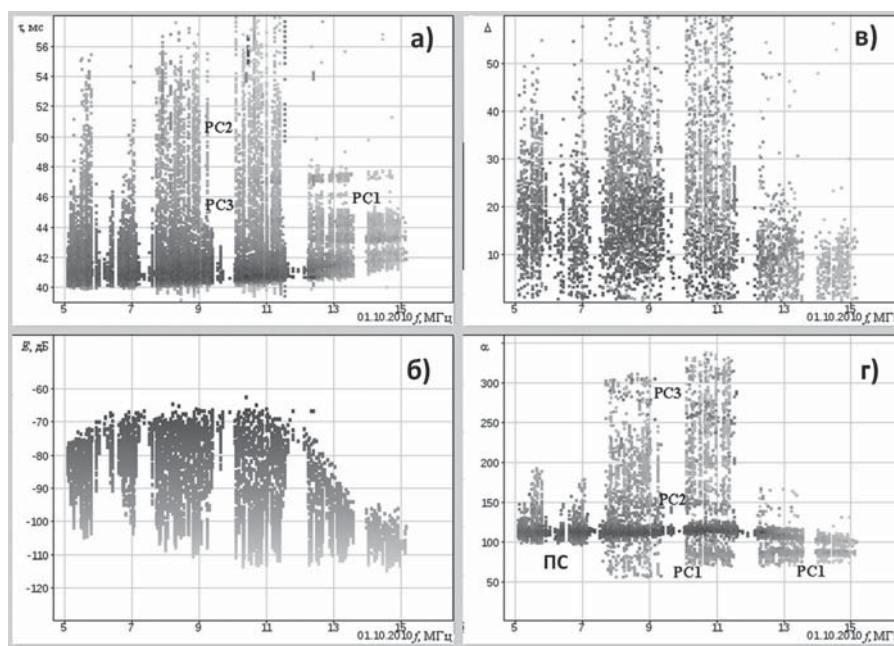 τ, мс
а)
56
54
52
50
48
46
44
42
40
РС2
РС3
РС1
5 7 9 11 13 15
01.10.2010 f, МГц
Δ
в)
50
40
30
20
10
5 7 9 11 13 15
01.10.2010 f, МГц
E, дБ
б)
-60
-70
-80
-90
-100
-110
-120
5 7 9 11 13 15
01.10.2010 f, МГц
α
г)
300
250
200
150
100
50
РС3
РС2
ПС
РС1
РС1
5 7 9 11 13 15
01.10.2010 f, МГц